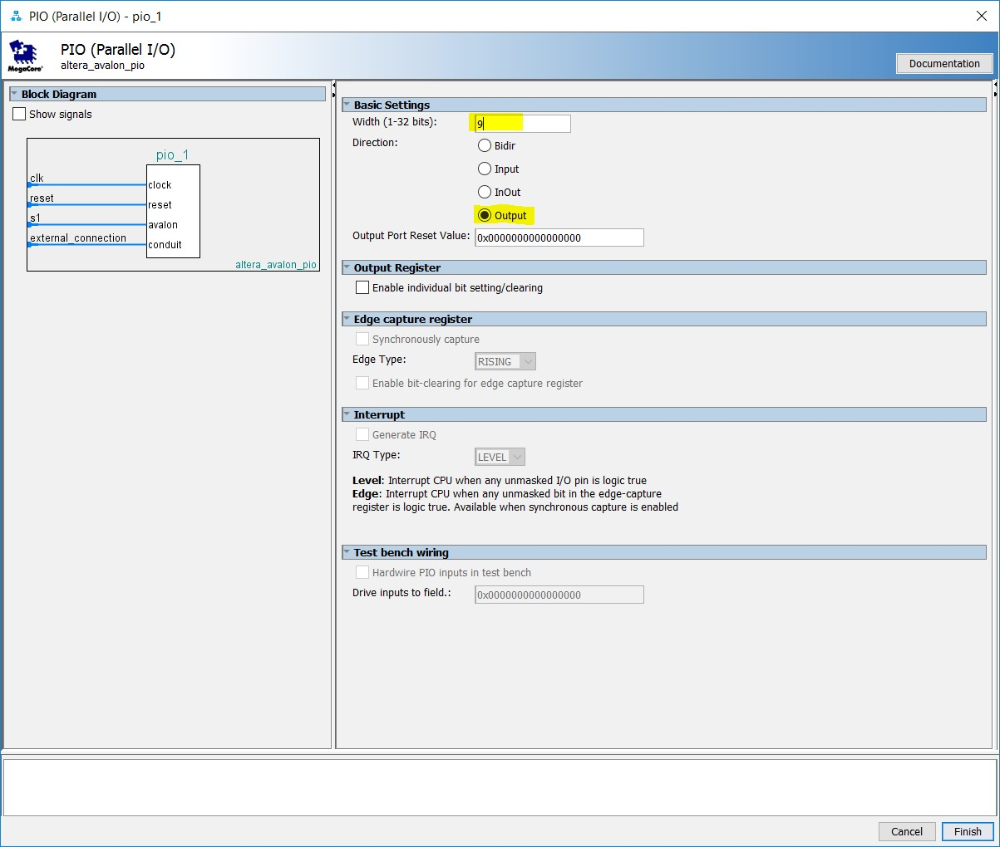 PIO (Parallel I/O) - pio_1
MegaCore®
PIO (Parallel I/O)
altera_avalon_pio
Documentation
Block Diagram
Show signals
pio_1
clk
clock
reset
reset
s1
avalon
external_connection
conduit
altera_avalon_pio
Basic Settings
Width (1-32 bits): 9
Direction:
Bidir
Input
InOut
Output
Output Port Reset Value: 0x0000000000000000
Output Register
Enable individual bit setting/clearing
Edge capture register
Synchronously capture
Edge Type: RISING
Enable bit-clearing for edge capture register
Interrupt
Generate IRQ
IRQ Type: LEVEL
Level: Interrupt CPU when any unmasked I/O pin is logic true
Edge: Interrupt CPU when any unmasked bit in the edge-capture
register is logic true. Available when synchronous capture is enabled
Test bench wiring
Hardwire PIO inputs in test bench
Drive inputs to field.: 0x0000000000000000
Cancel Finish